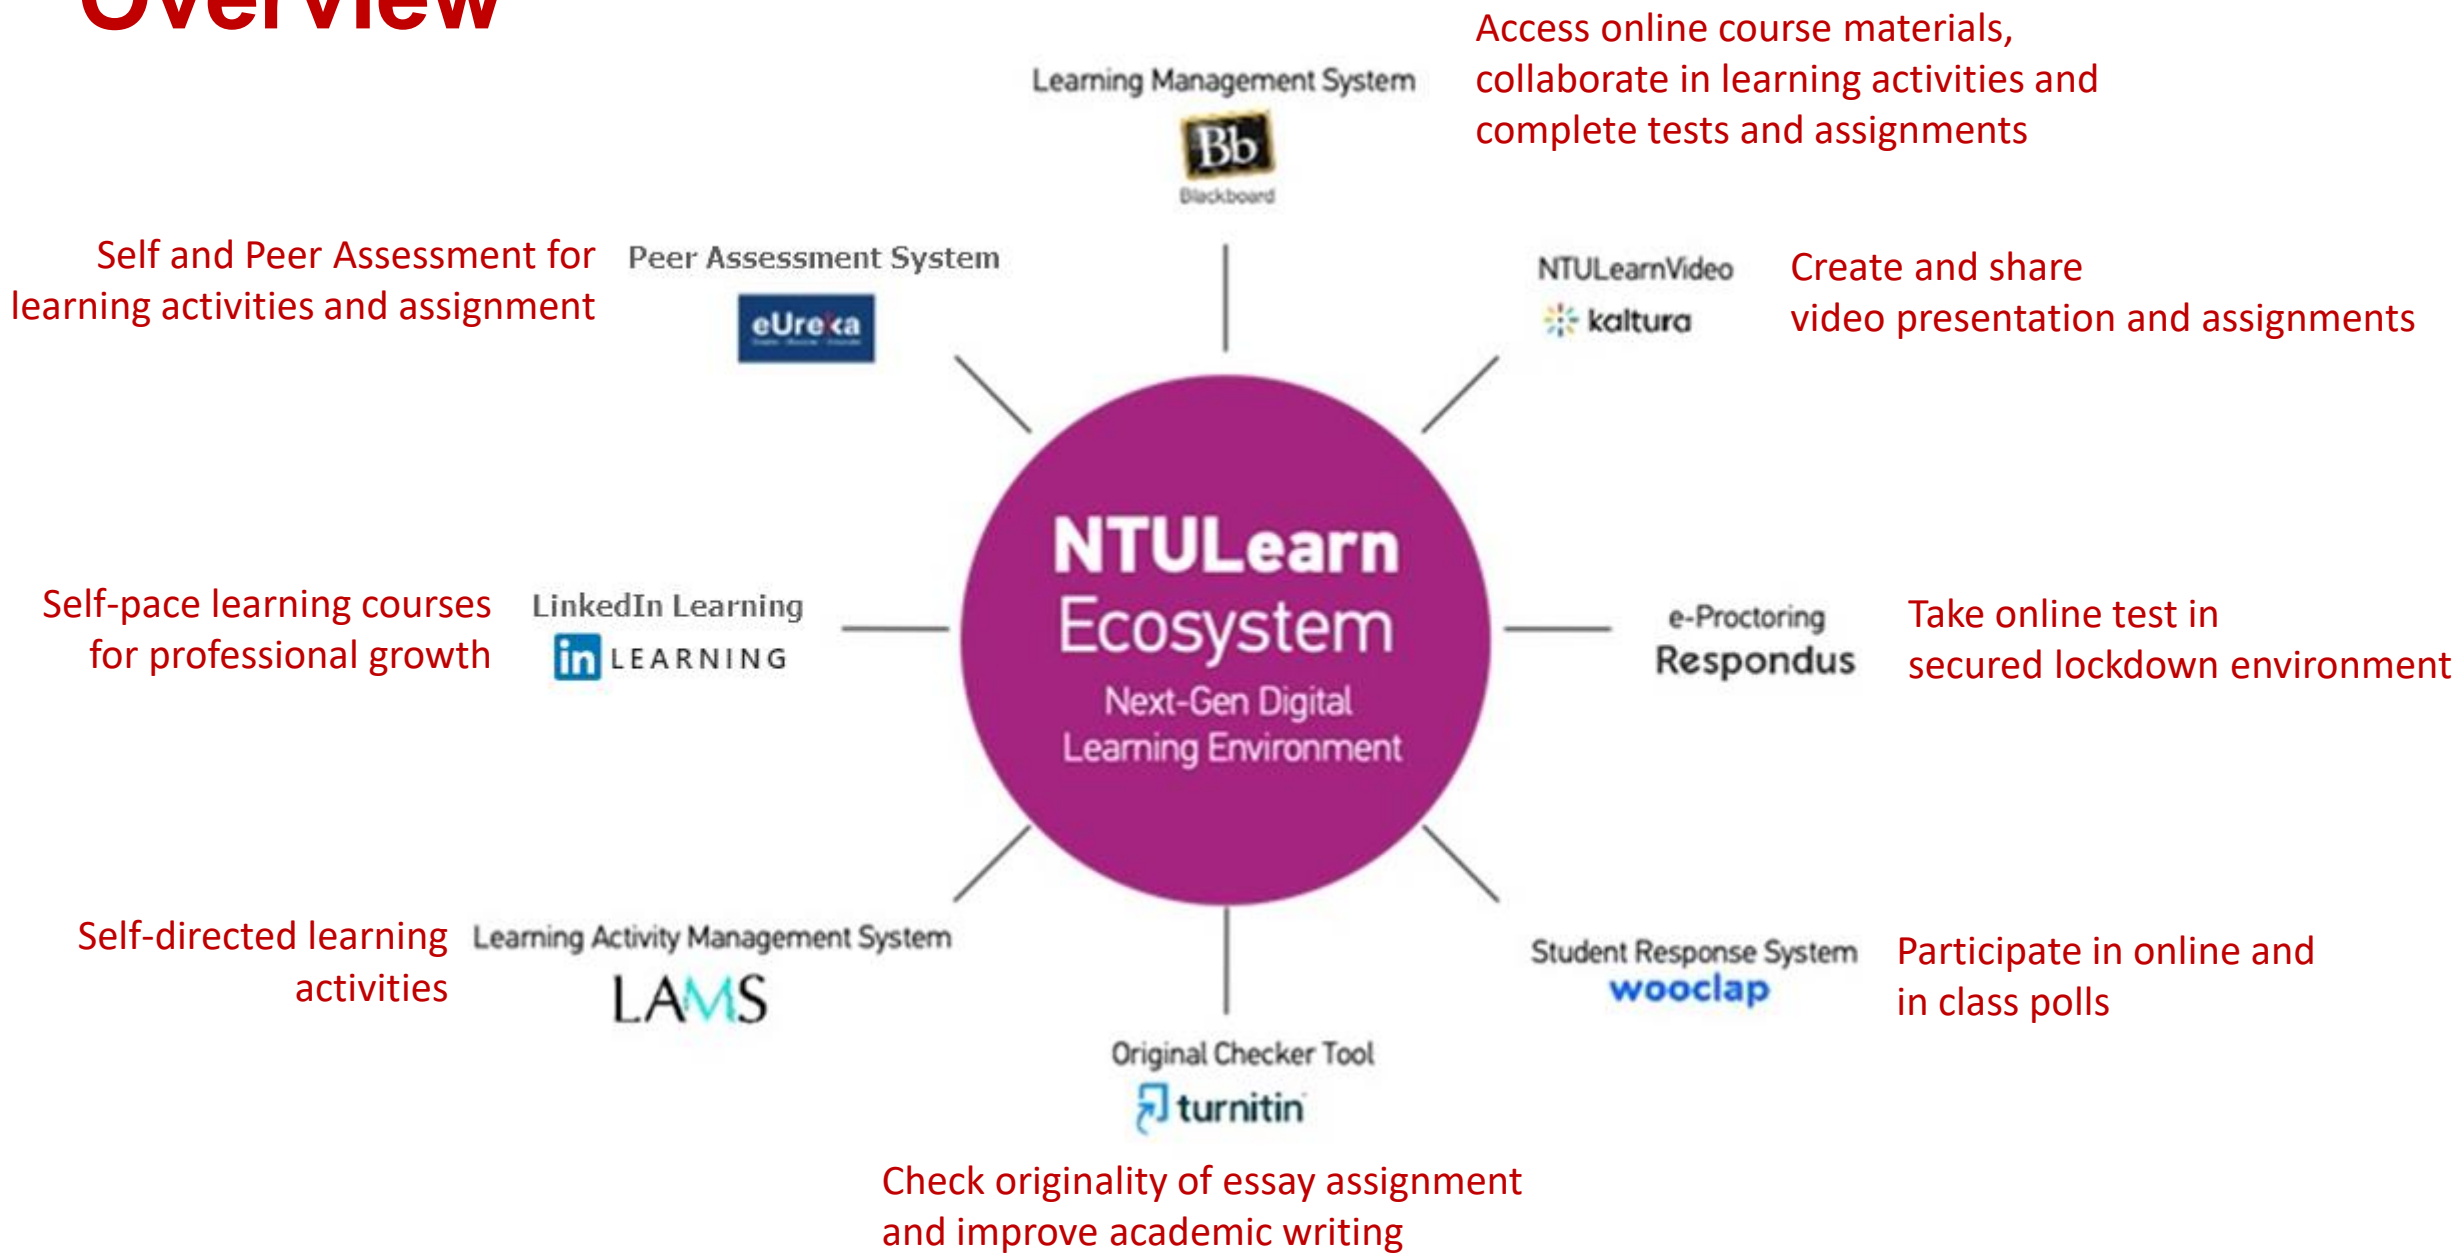 Overview
Access online course materials,
collaborate in learning activities and
complete tests and assignments
Learning Management System
Bb
Blackboard
Self and Peer Assessment for
learning activities and assignment
Peer Assessment System
eUreka
NTULearnVideo
kaltura
Create and share
video presentation and assignments
NTULearn
Ecosystem
Next-Gen Digital
Learning Environment
Self-pace learning courses
for professional growth
LinkedIn Learning
in LEARNING
e-Proctoring
Respondus
Take online test in
secured lockdown environment
Self-directed learning
activities
Learning Activity Management System
LAMS
Student Response System
wooclap
Participate in online and
in class polls
Original Checker Tool
turnitin
Check originality of essay assignment
and improve academic writing